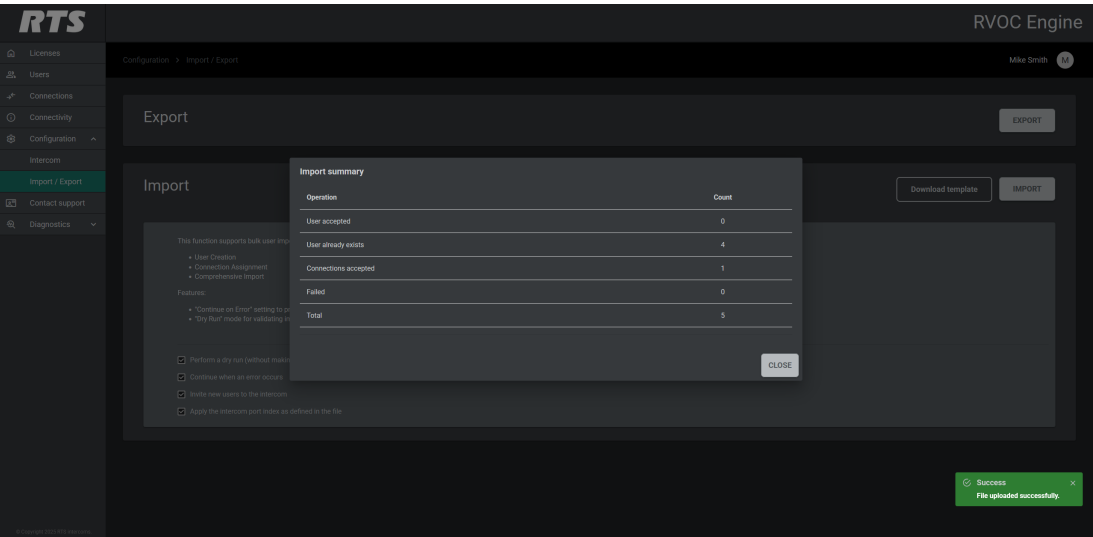 RTS
RVOC Engine
Licenses
Users
Connections
Connectivity
Configuration
Intercom
Import / Export
Contact support
Diagnostics
Configuration > Import / Export
Mike Smith M
Export
EXPORT
Import
Download template
IMPORT
This function supports bulk user
• User Creation
• Connection Assignment
• Comprehensive Import
Features:
• "Continue on Error" setting to
• "Dry Run" mode for validating
Perform a dry run (without
Continue when an error occurs
Invite new users to the intercom
Apply the intercom port index as defined in the file
Import summary
Operation Count
User accepted 0
User already exists 4
Connections accepted 1
Failed 0
Total 5
CLOSE
Success
File uploaded successfully.